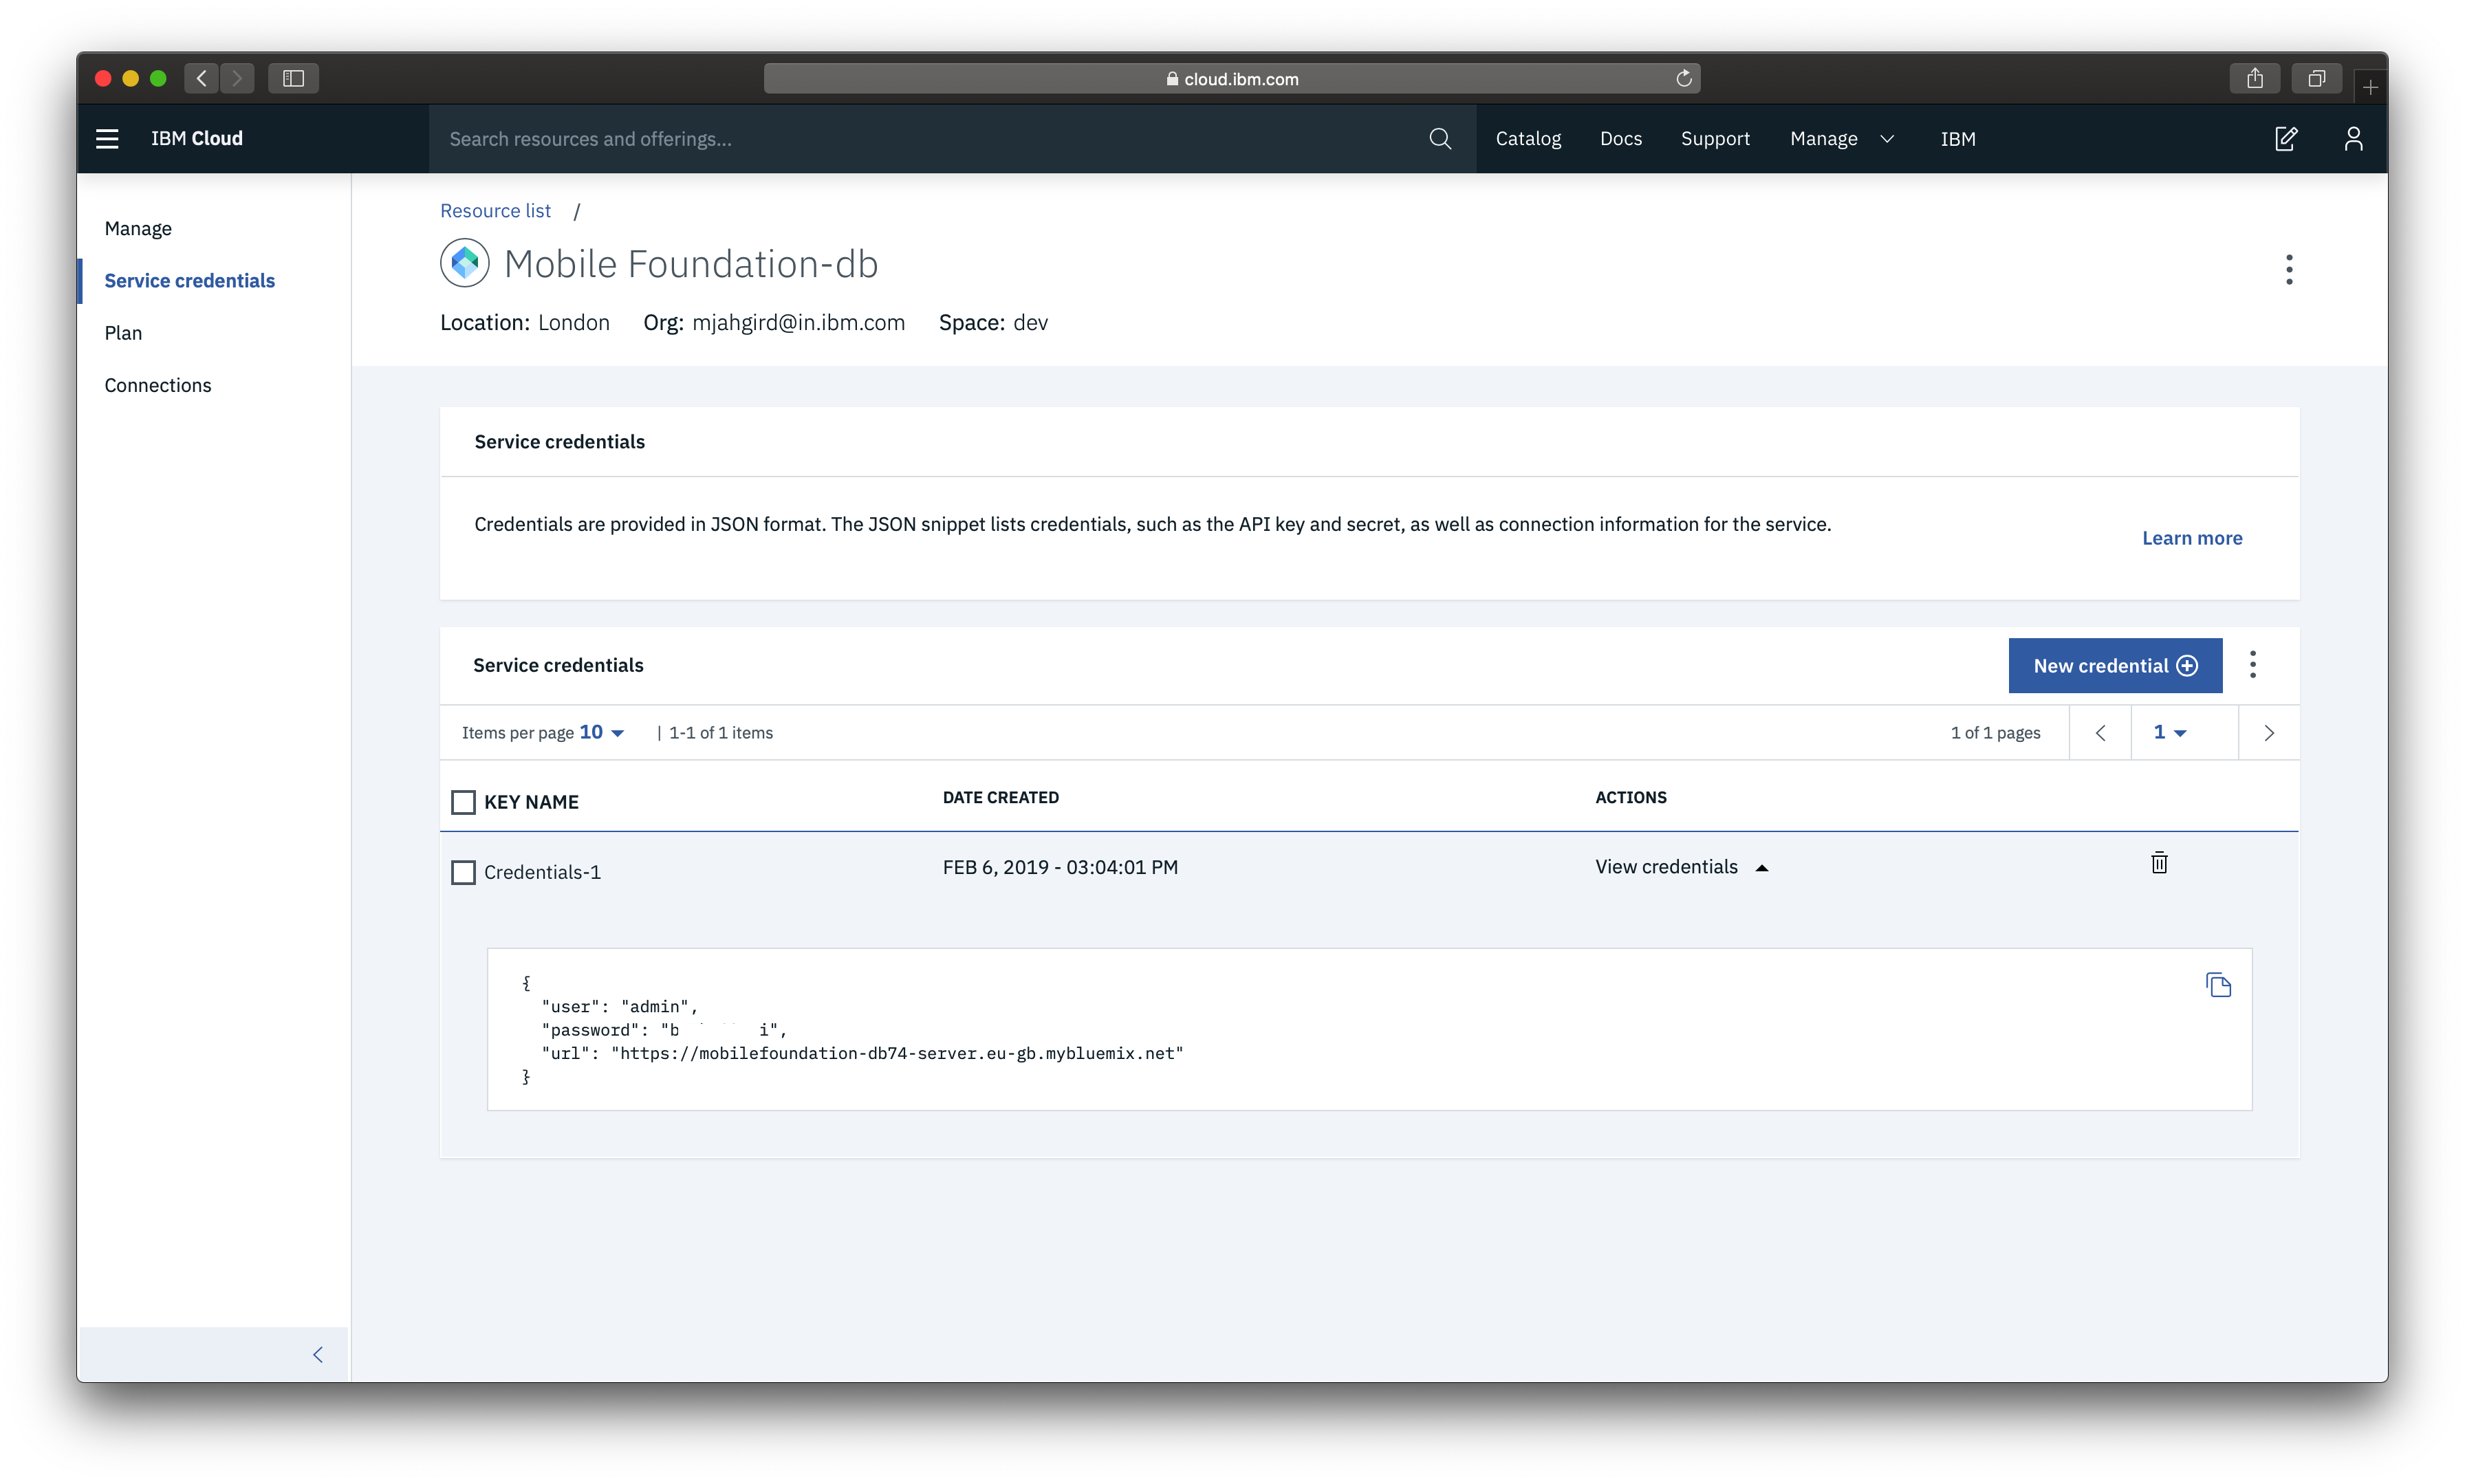 cloud.ibm.com
IBM Cloud
Search resources and offerings...
Catalog
Docs
Support
Manage
IBM
Manage
Service credentials
Plan
Connections
Resource list /
Mobile Foundation-db
Location: London Org: mjahgird@in.ibm.com Space: dev
Service credentials
Credentials are provided in JSON format. The JSON snippet lists credentials, such as the API key and secret, as well as connection information for the service.
Learn more
Service credentials
New credential
Items per page 10 | 1-1 of 1 items
1 of 1 pages
1
KEY NAME DATE CREATED ACTIONS
Credentials-1 FEB 6, 2019 - 03:04:01 PM View credentials
{
"user": "admin",
"password": "b i",
"url": "https://mobilefoundation-db74-server.eu-gb.mybluemix.net"
}